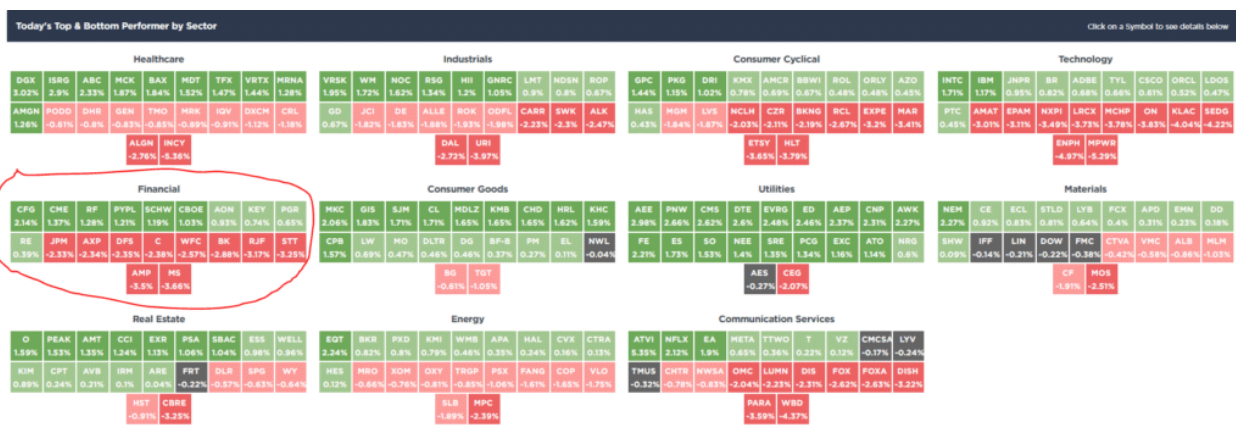 Today's Top & Bottom Performer by Sector
Click on a Symbol to see details below
Healthcare
DGX ISRG ABC MCK BAX MDT TFX VRTX MRNA
3.02% 2.9% 2.33% 1.87% 1.84% 1.52% 1.47% 1.44% 1.28%
AMGN PODD DHR GEN TMO MRK IQV DXCM CRL
1.26% -0.61% -0.8% -0.83% -0.85% -0.89% -0.91% -1.12% -1.18%
ALGN INCY
-2.76% -5.36%
Industrials
VRSK WM NOC RSG HII GNRC LMT NDSN ROP
1.95% 1.72% 1.62% 1.34% 1.2% 1.05% 0.9% 0.8% 0.67%
GD JCI DE ALLE ROK ODFL CARR SWK ALK
0.67% -1.82% -1.83% -1.88% -1.93% -1.98% -2.23% -2.3% -2.47%
DAL URI
-2.72% -3.97%
Consumer Cyclical
GPC PKG DRI KMX AMCR BBWI ROL ORLY AZO
1.44% 1.15% 1.02% 0.78% 0.69% 0.67% 0.48% 0.48% 0.45%
HAS MGM LVS NCLH CZR BKNG RCL EXPE MAR
0.43% -1.84% -1.87% -2.03% -2.11% -2.19% -2.67% -3.2% -3.41%
ETSY HLT
-3.65% -3.79%
Technology
INTC IBM JNPR BR ADBE TYL CSCO ORCL LDOS
1.71% 1.17% 0.95% 0.82% 0.68% 0.66% 0.61% 0.52% 0.47%
PTC AMAT EPAM NXPI LRCX MCHP ON KLAC SEDG
0.45% -3.01% -3.11% -3.49% -3.73% -3.78% -3.83% -4.04% -4.22%
ENPH MPWR
-4.97% -5.29%
Financial
CFG CME RF PYPL SCHW CBOE AON KEY PGR
2.14% 1.37% 1.28% 1.21% 1.19% 1.03% 0.93% 0.74% 0.65%
RE JPM AXP DFS C WFC BK RJF STT
0.39% -2.33% -2.34% -2.35% -2.38% -2.57% -2.88% -3.17% -3.25%
AMP MS
-3.5% -3.66%
Consumer Goods
MKC GIS SJM CL MDLZ KMB CHD HRL KHC
2.06% 1.83% 1.71% 1.71% 1.65% 1.65% 1.65% 1.62% 1.59%
CPB LW MO DLTR DG BF-B PM EL NWL
1.57% 0.69% 0.47% 0.46% 0.46% 0.37% 0.27% 0.11% -0.04%
BG TGT
-0.61% -1.05%
Utilities
AEE PNW CMS DTE EVRG ED AEP CNP AWK
2.98% 2.66% 2.62% 2.6% 2.48% 2.46% 2.37% 2.31% 2.27%
FE ES SO NEE SRE PCG EXC ATO NRG
2.21% 1.73% 1.53% 1.4% 1.35% 1.34% 1.16% 1.14% 0.6%
AES CEG
-0.27% -2.07%
Materials
NEM CE ECL STLD LYB FCX APD EMN DD
2.27% 0.92% 0.83% 0.81% 0.64% 0.4% 0.31% 0.23% 0.18%
SHW IFF LIN DOW FMC CTVA VMC ALB MLM
0.09% -0.14% -0.21% -0.22% -0.38% -0.42% -0.58% -0.86% -1.03%
CF MOS
-1.91% -2.51%
Real Estate
O PEAK AMT CCI EXR PSA SBAC ESS WELL
1.59% 1.53% 1.35% 1.24% 1.13% 1.06% 1.04% 0.98% 0.96%
KIM CPT AVB IRM ARE FRT DLR SPG WY
0.89% 0.24% 0.21% 0.1% 0.04% -0.22% -0.57% -0.63% -0.64%
HST CBRE
-0.91% -3.25%
Energy
EQT BKR PXD KMI WMB APA HAL CVX CTRA
2.24% 0.82% 0.8% 0.79% 0.46% 0.35% 0.24% 0.16% 0.13%
HES MRO XOM OXY TRGP PSX FANG COP VLO
0.12% -0.66% -0.76% -0.81% -0.85% -1.06% -1.61% -1.65% -1.75%
SLB MPC
-1.89% -2.39%
Communication Services
ATVI NFLX EA META TTWO T VZ CMCSA LYV
5.35% 2.12% 1.9% 0.65% 0.36% 0.22% 0.12% -0.17% -0.24%
TMUS CHTR NWSA OMC LUMN DIS FOX FOXA DISH
-0.32% -0.78% -0.83% -2.04% -2.23% -2.31% -2.62% -2.63% -3.22%
PARA WBD
-3.59% -4.37%